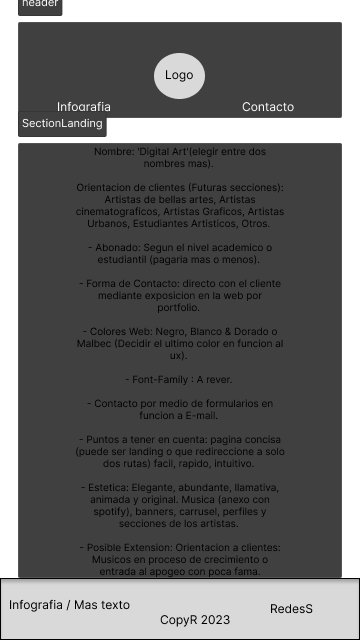 header
Logo
Infografia
Contacto
SectionLanding
Nombre: 'Digital Art'(elegir entre dos
nombres mas).
Orientacion de clientes (Futuras secciones):
Artistas de bellas artes, Artistas
cinematograficos, Artistas Graficos, Artistas
Urbanos, Estudiantes Artisticos, Otros.
- Abonado: Segun el nivel academico o
estudiantil (pagaria mas o menos).
- Forma de Contacto: directo con el cliente
mediante exposicion en la web por
portfolio.
- Colores Web: Negro, Blanco & Dorado o
Malbec (Decidir el ultimo color en funcion al
ux).
- Font-Family : A rever.
- Contacto por medio de formularios en
funcion a E-mail.
- Puntos a tener en cuenta: pagina concisa
(puede ser landing o que redireccione a solo
dos rutas) facil, rapido, intuitivo.
- Estetica: Elegante, abundante, llamativa,
animada y original. Musica (anexo con
spotify), banners, carrusel, perfiles y
secciones de los artistas.
- Posible Extension: Orientacion a clientes:
Musicos en proceso de crecimiento o
entrada al apogeo con poca fama.
Infografia / Mas texto
CopyR 2023
RedesS